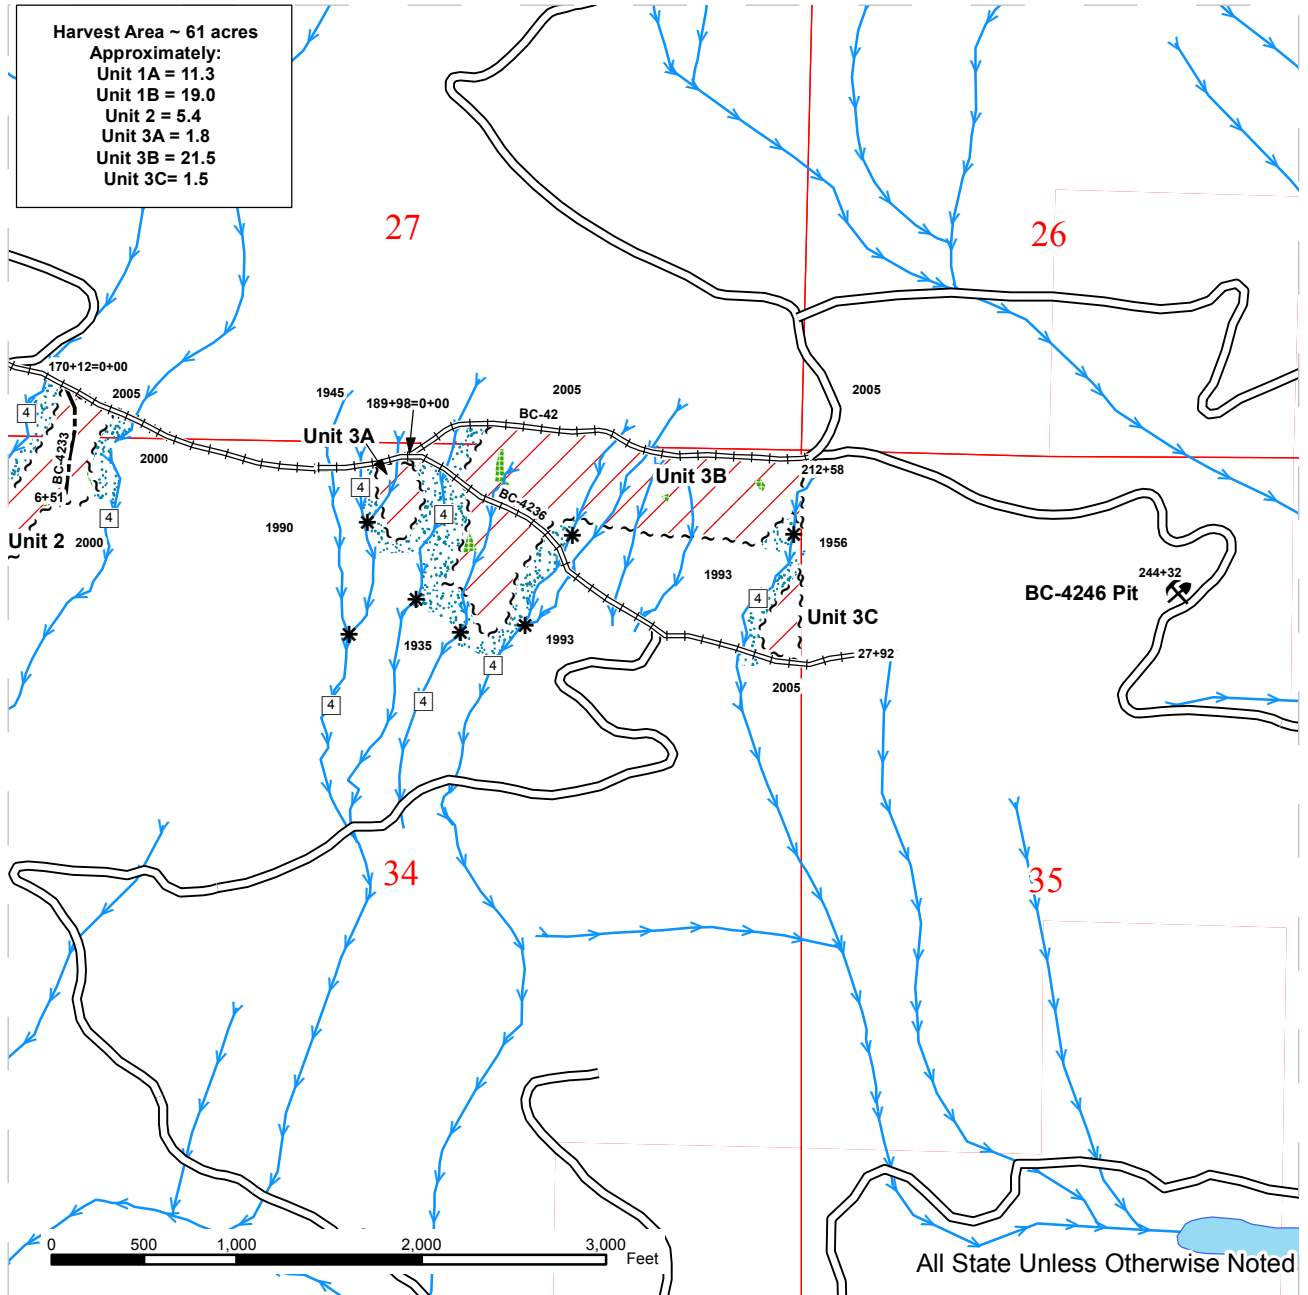 Harvest Area ~ 61 acres
Approximately:
Unit 1A = 11.3
Unit 1B = 19.0
Unit 2 = 5.4
Unit 3A = 1.8
Unit 3B = 21.5
Unit 3C= 1.5
27
26
170+12=0+00
2005
1945
189+98=0+00
2005
2005
BC-42
4
Unit 3A
2000
BC-4233
Unit 3B
212+58
4
6+51
BC-4236
4
4
1990
Unit 2
2000
1956
1993
244+32
BC-4246 Pit
4
Unit 3C
1935
1993
27+92
4
2005
4
4
34
35
0
500
1,000
2,000
3,000
Feet
All State Unless Otherwise Noted